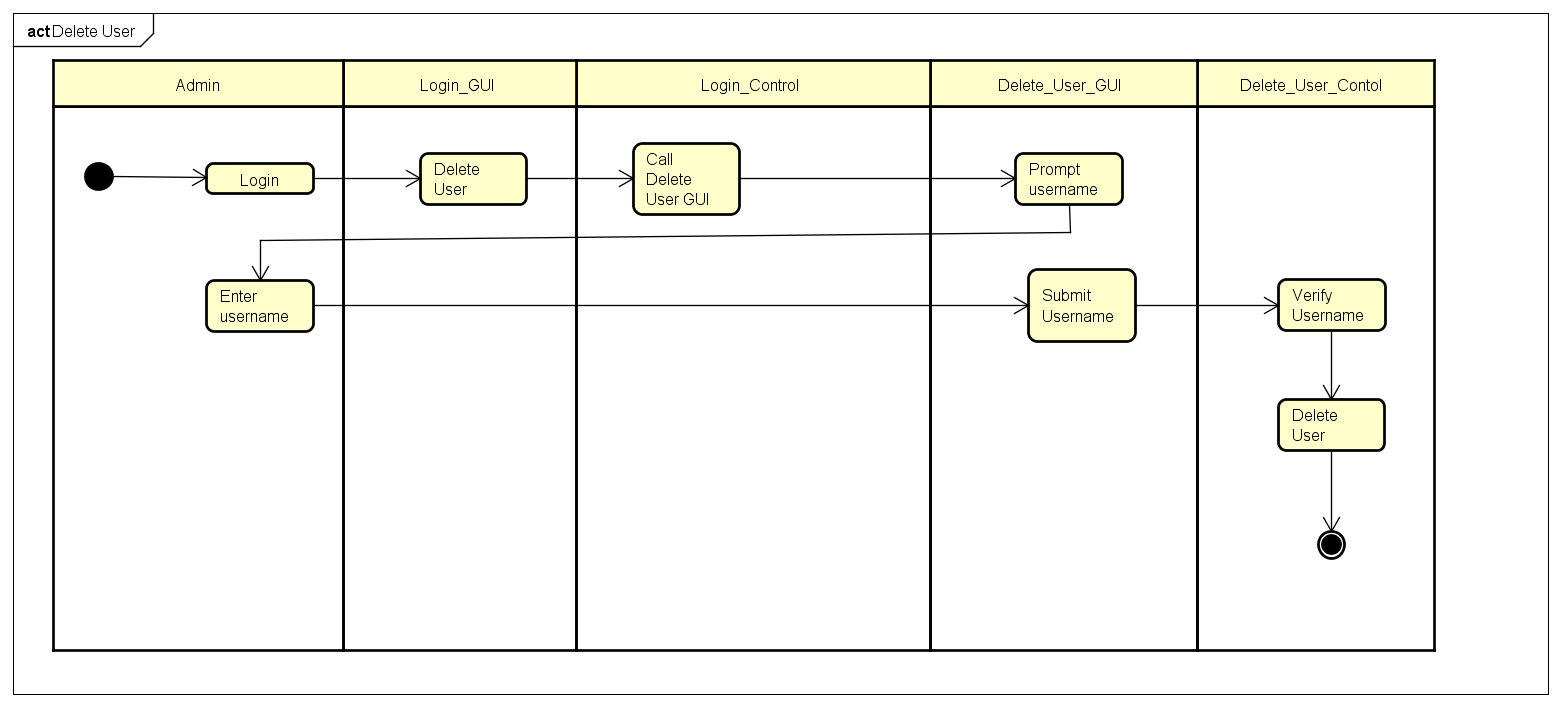 act Delete User
Admin
Login_GUI
Login_Control
Delete_User_GUI
Delete_User_Contol
Login
Delete
User
Call
Delete
User GUI
Prompt
username
Enter
username
Submit
Username
Verify
Username
Delete
User